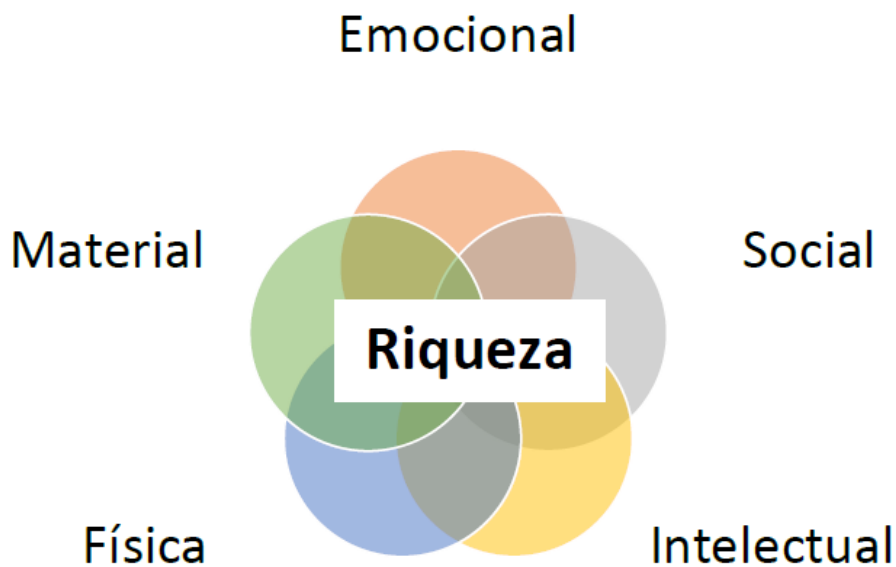 Emocional
Material
Social
Riqueza
Física
Intelectual